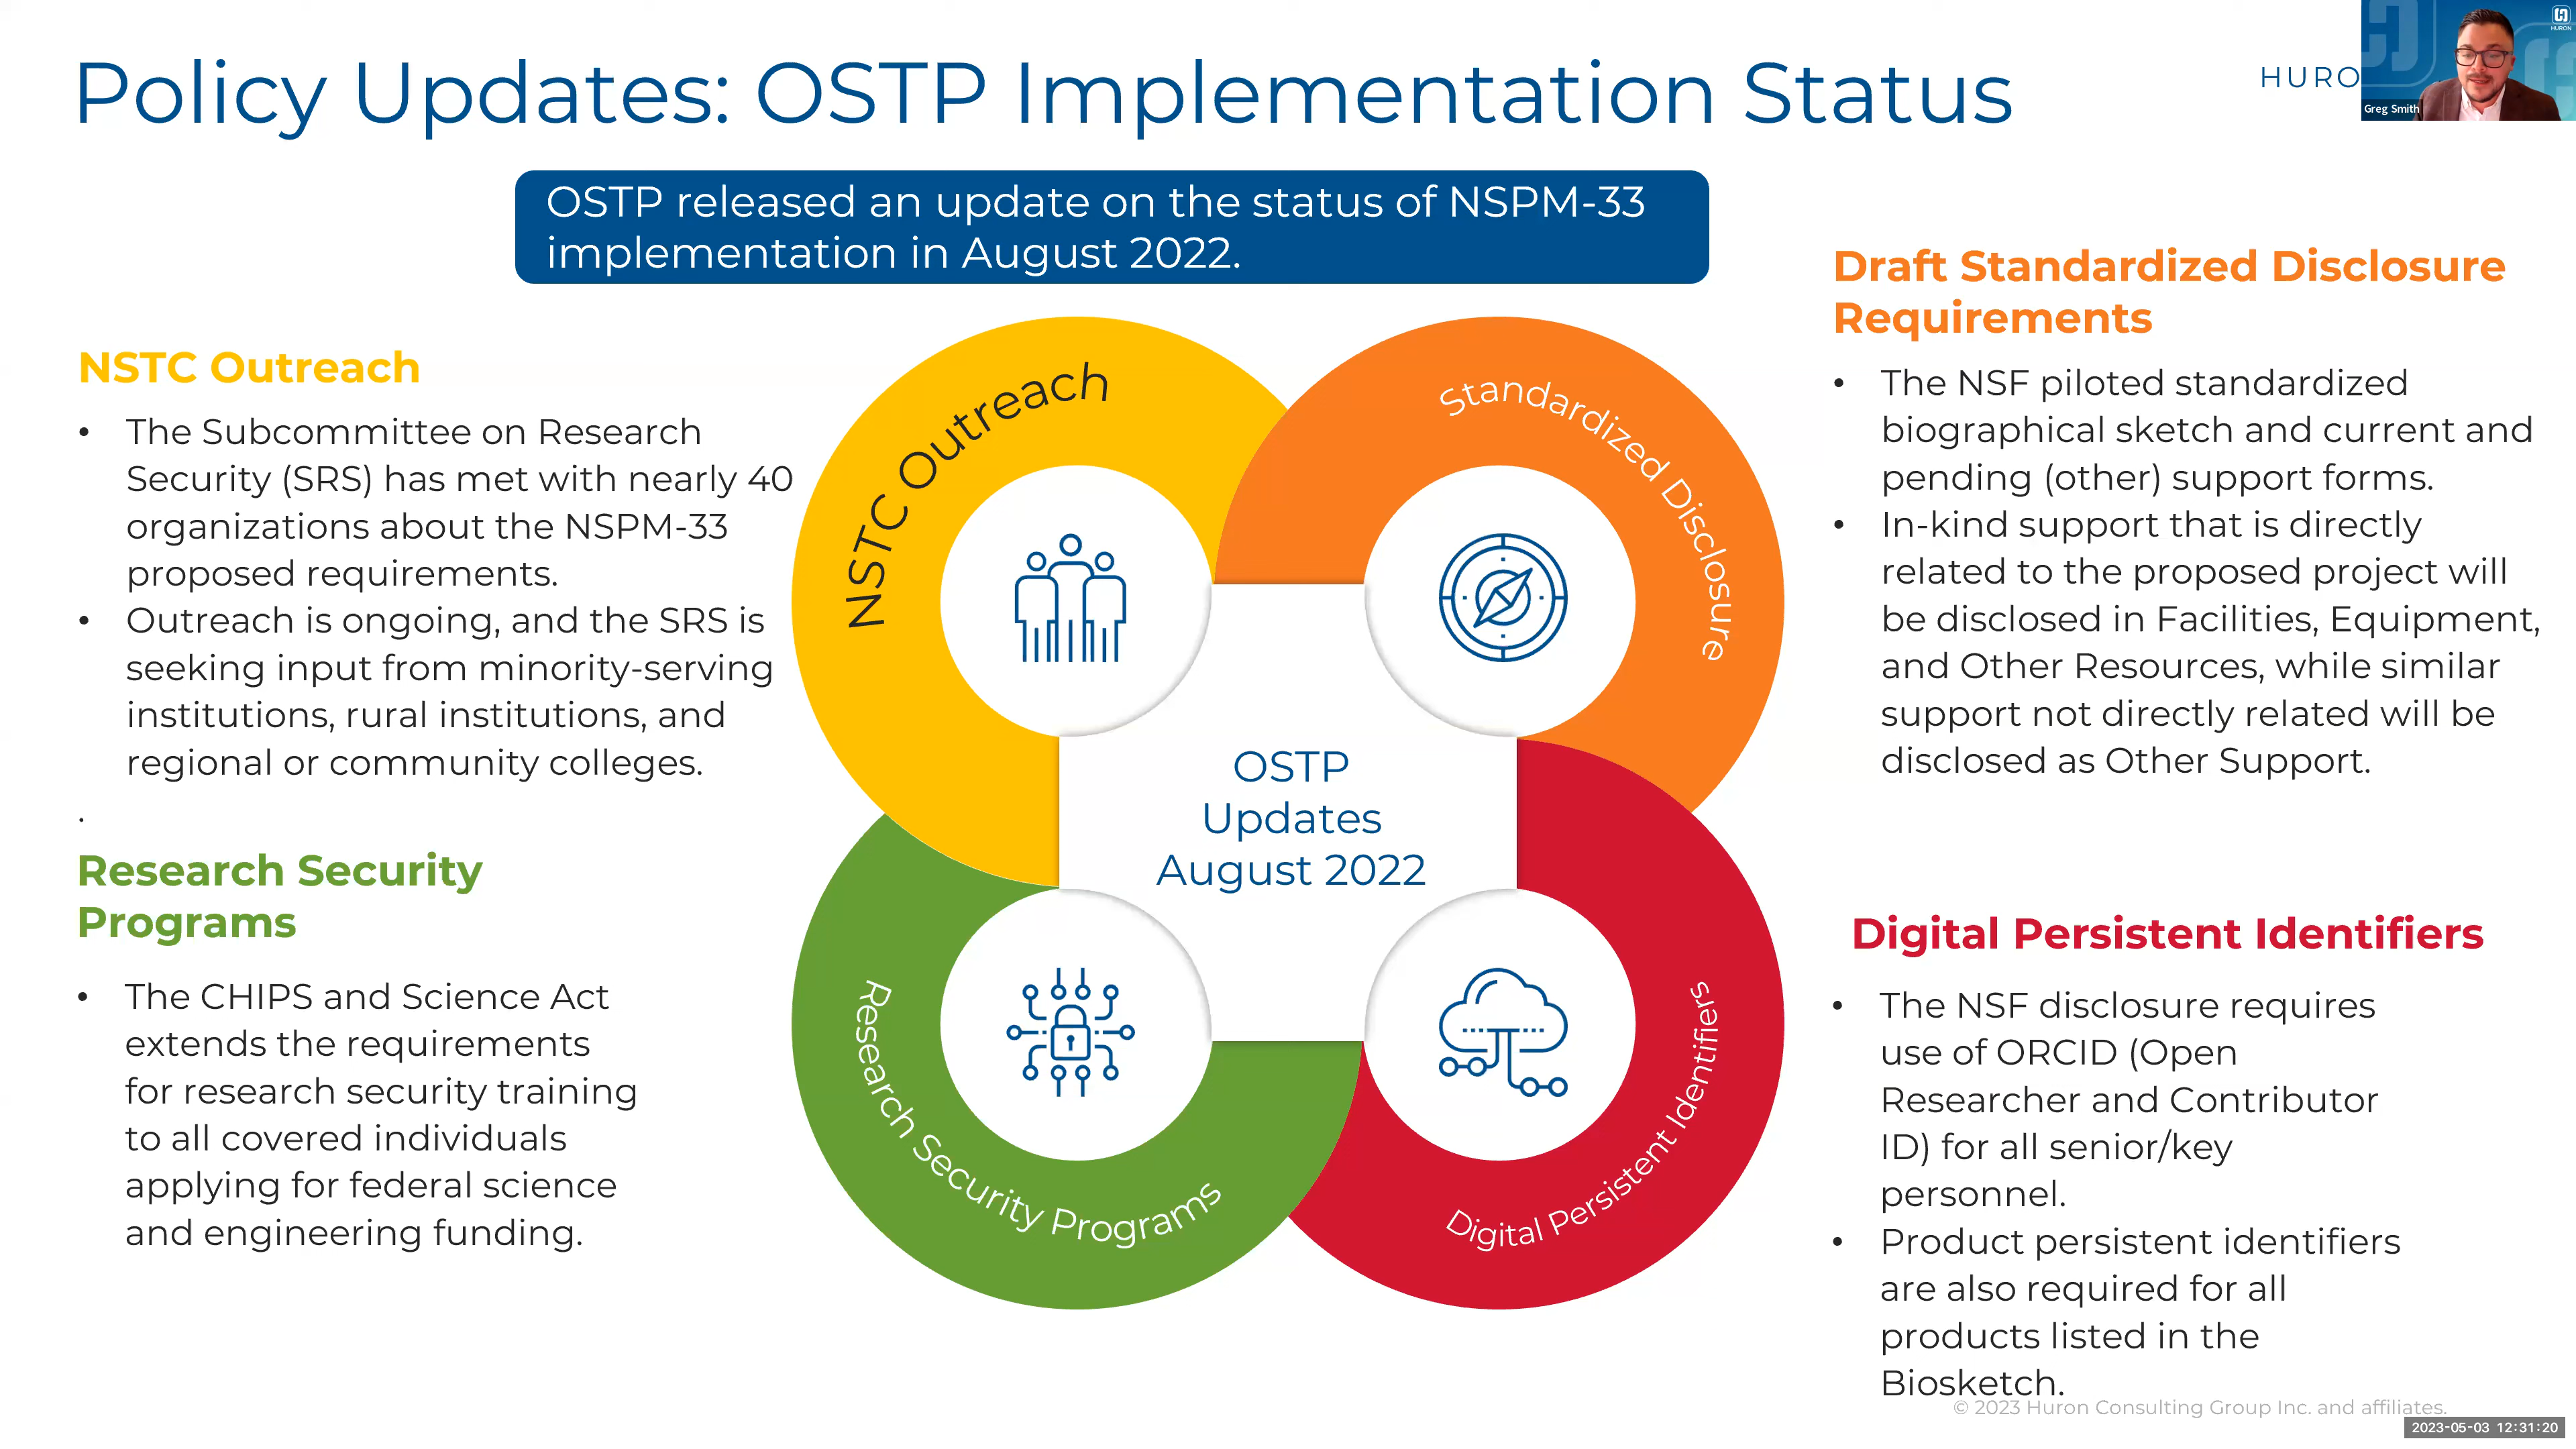 Policy Updates: OSTP Implementation Status
HURO
HURON
Greg Smith
OSTP released an update on the status of NSPM-33
implementation in August 2022.
NSTC Outreach
• The Subcommittee on Research
Security (SRS) has met with nearly 40
organizations about the NSPM-33
proposed requirements.
• Outreach is ongoing, and the SRS is
seeking input from minority-serving
institutions, rural institutions, and
regional or community colleges.
.
Research Security
Programs
• The CHIPS and Science Act
extends the requirements
for research security training
to all covered individuals
applying for federal science
and engineering funding.
NSTC Outreach
Standardized Disclosure
OSTP
Updates
August 2022
Research Security Programs
Digital Persistent Identifiers
Draft Standardized Disclosure
Requirements
• The NSF piloted standardized
biographical sketch and current and
pending (other) support forms.
• In-kind support that is directly
related to the proposed project will
be disclosed in Facilities, Equipment,
and Other Resources, while similar
support not directly related will be
disclosed as Other Support.
Digital Persistent Identifiers
• The NSF disclosure requires
use of ORCID (Open
Researcher and Contributor
ID) for all senior/key
personnel.
• Product persistent identifiers
are also required for all
products listed in the
Biosketch.
© 2023 Huron Consulting Group Inc. and affiliates.
2023-05-03 12:31:20